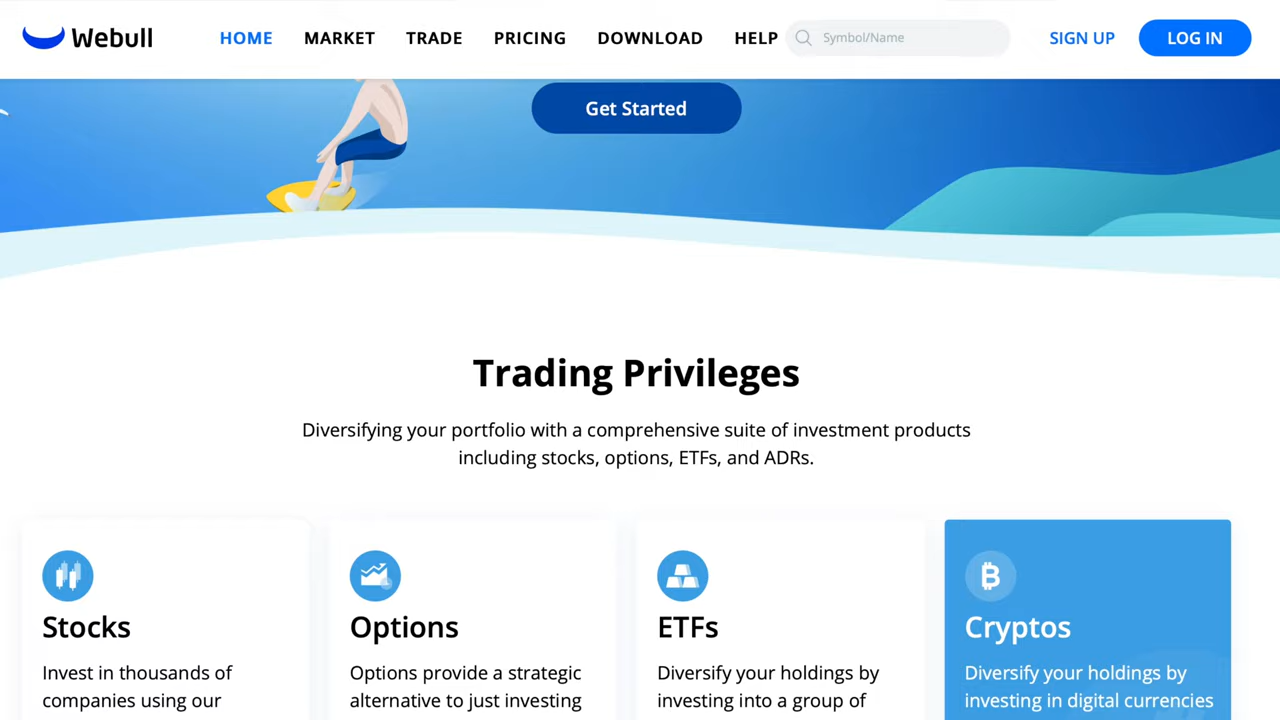 Webull
HOME
MARKET
TRADE
PRICING
DOWNLOAD
HELP
Symbol/Name
SIGN UP
LOG IN
Get Started
Trading Privileges
Diversifying your portfolio with a comprehensive suite of investment products
including stocks, options, ETFs, and ADRs.
Stocks
Invest in thousands of
companies using our
Options
Options provide a strategic
alternative to just investing
ETFs
Diversify your holdings by
investing into a group of
Cryptos
Diversify your holdings by
investing in digital currencies